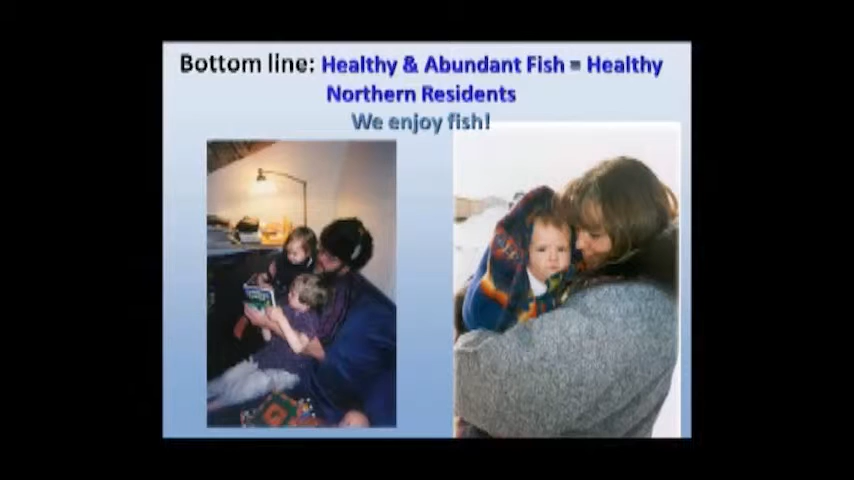 Bottom line: Healthy & Abundant Fish = Healthy
Northern Residents
We enjoy fish!